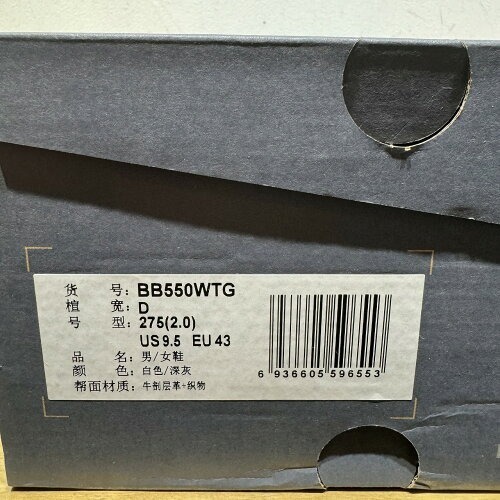 货 号: BB550WTG
楦 宽: D
号 型: 275(2.0)
US 9.5 EU 43
品 名: 男/女鞋
颜 色: 白色/深灰
帮面材质: 牛剖层革+织物
6 936605 596553